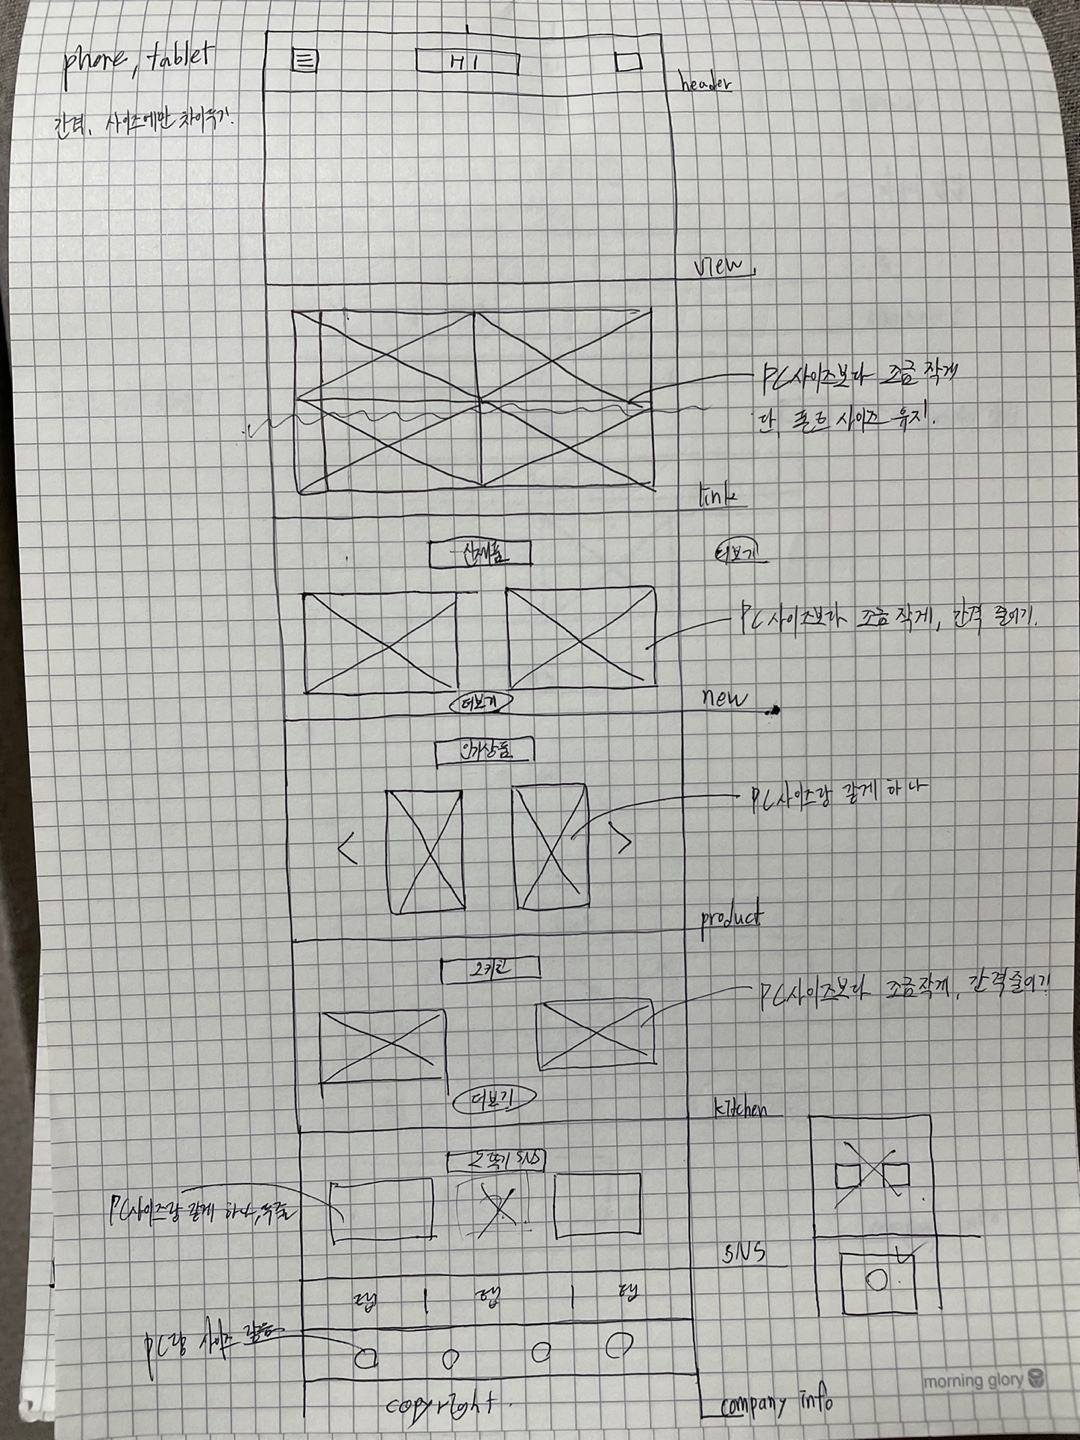 phone, tablet
간격, 사이즈에만 차이두기.
H1
header
view.
PC사이즈보다 조금 작게
단, 폰트 사이즈 유지.
link
신제품
더보기
PC사이즈보다 조금 작게, 간격 줄이기.
더보기
new
인기상품
PC사이즈랑 같게 하나
< >
product
PC사이즈보다 조금작게, 간격줄이기
더보기
kitchen
SNS
PC사이즈랑 같게 하나,
SNS
탭 | 탭 | 탭
PC랑 사이즈 같음
copyright.
company info
morning glory